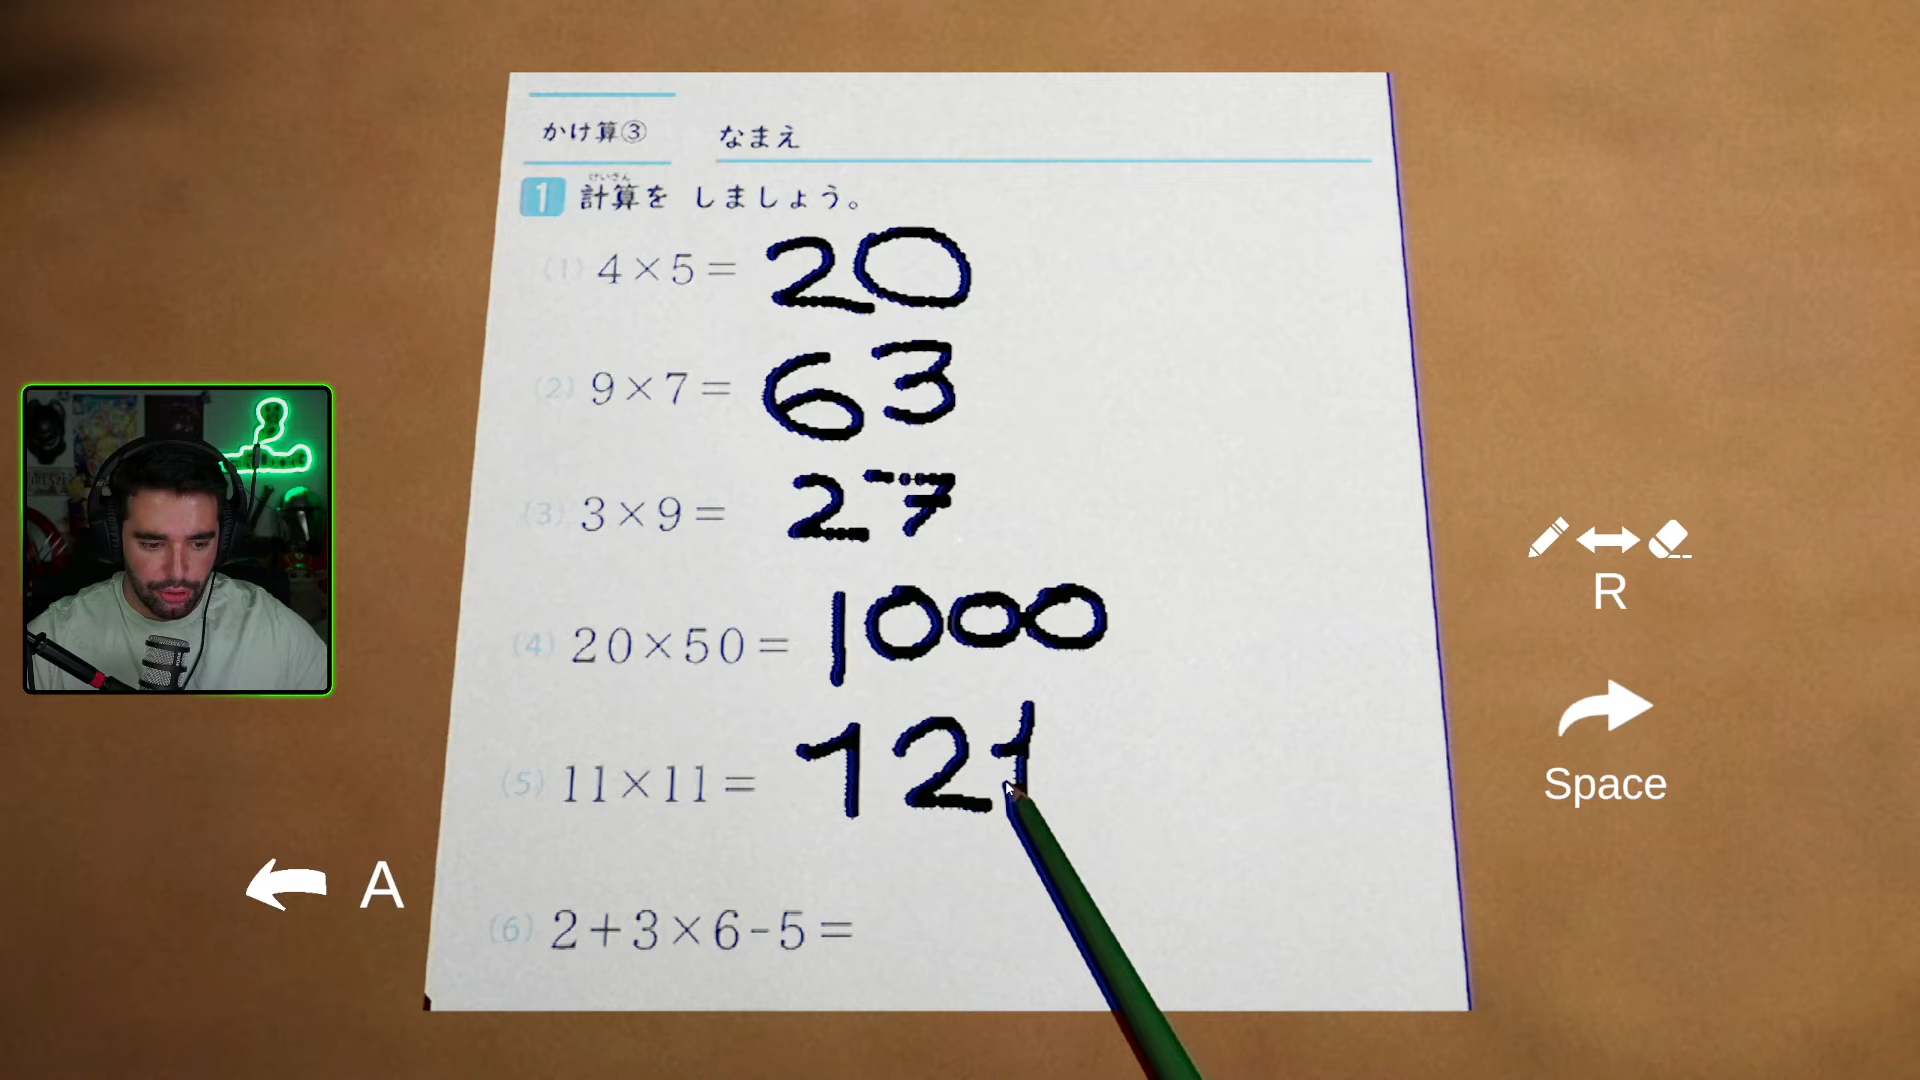 かけ算③ なまえ
けいさん
1 計算を しましょう。
(1) 4×5= 20
(2) 9×7= 63
(3) 3×9= 27
(4) 20×50= 1000
(5) 11×11= 121
(6) 2+3×6-5=
R
Space
A